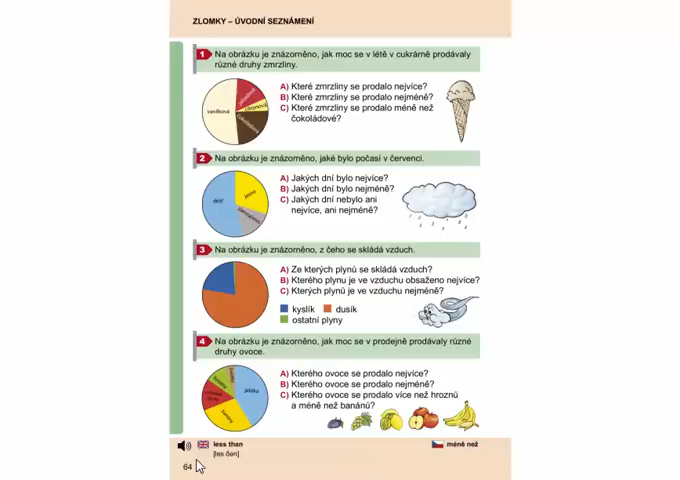 ZLOMKY – ÚVODNÍ SEZNÁMENÍ
1 Na obrázku je znázorněno, jak moc se v létě v cukrárně prodávaly
různé druhy zmrzliny.
vanilková
citronová
čokoládová
A) Které zmrzliny se prodalo nejvíce?
B) Které zmrzliny se prodalo nejméně?
C) Které zmrzliny se prodalo méně než
čokoládové?
2 Na obrázku je znázorněno, jaké bylo počasí v červenci.
déšť
jasno
zamračeno
A) Jakých dní bylo nejvíce?
B) Jakých dní bylo nejméně?
C) Jakých dní nebylo ani
nejvíce, ani nejméně?
3 Na obrázku je znázorněno, z čeho se skládá vzduch.
A) Ze kterých plynů se skládá vzduch?
B) Kterého plynu je ve vzduchu obsaženo nejvíce?
C) Kterých plynů je ve vzduchu nejméně?
kyslík dusík
ostatní plyny
4 Na obrázku je znázorněno, jak moc se v prodejně prodávaly různé
druhy ovoce.
jablka
banány
hrozny
A) Kterého ovoce se prodalo nejvíce?
B) Kterého ovoce se prodalo nejméně?
C) Kterého ovoce se prodalo více než hroznů
a méně než banánů?
less than
[les ðən]
méně než
64